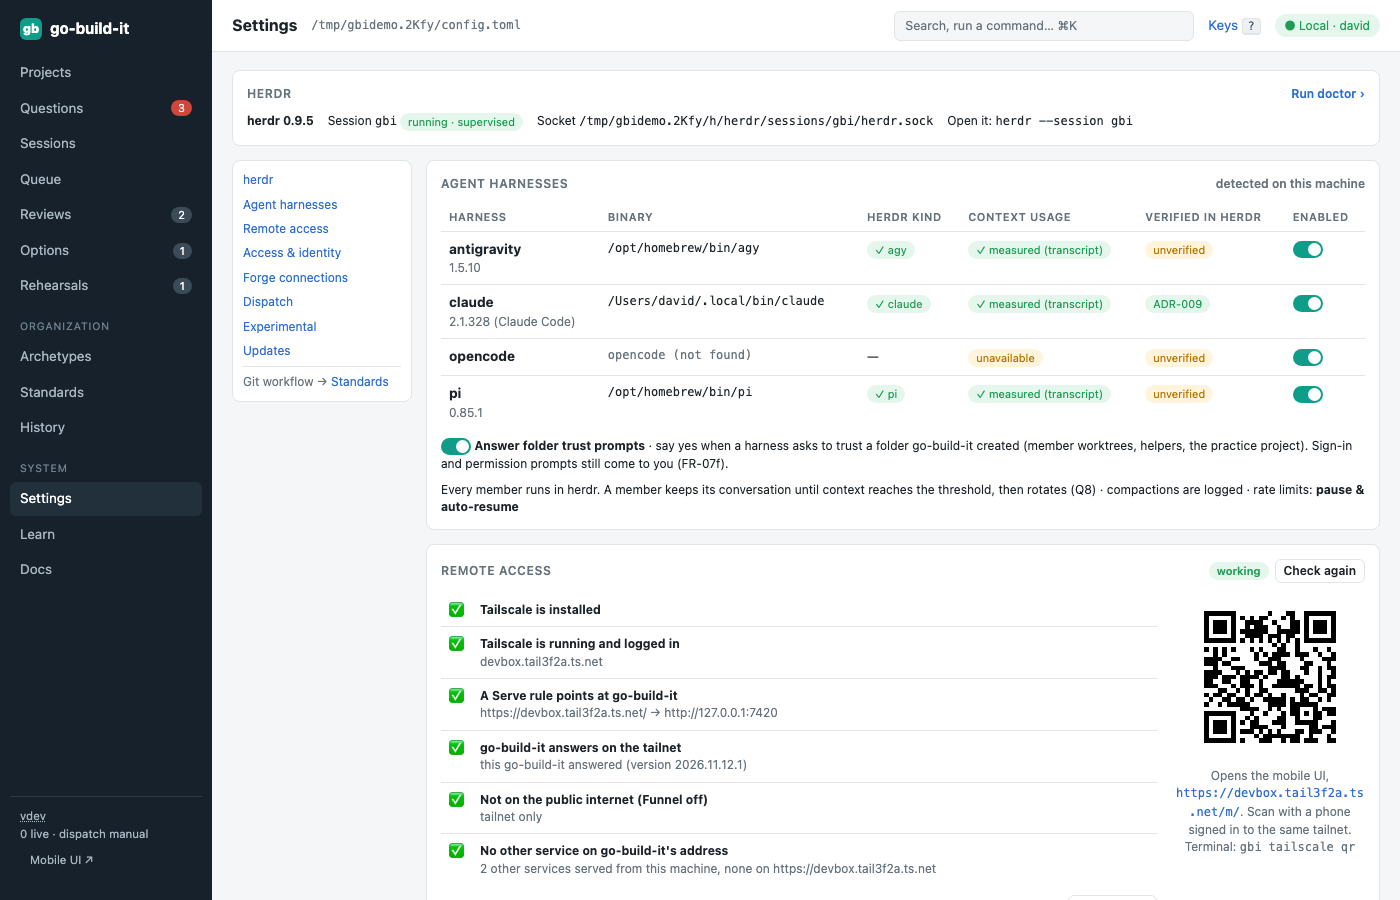 gb go-build-it
Settings /tmp/gbidemo.2Kfy/config.toml
Search, run a command... ⌘K
Keys ?
Local · david
Projects
Questions 3
Sessions
Queue
Reviews 2
Options 1
Rehearsals 1
ORGANIZATION
Archetypes
Standards
History
SYSTEM
Settings
Learn
Docs
vdev
0 live · dispatch manual
Mobile UI ↗
HERDR
Run doctor ›
herdr 0.9.5 Session gbi running · supervised Socket /tmp/gbidemo.2Kfy/h/herdr/sessions/gbi/herdr.sock Open it: herdr --session gbi
herdr
Agent harnesses
Remote access
Access & identity
Forge connections
Dispatch
Experimental
Updates
Git workflow → Standards
AGENT HARNESSES detected on this machine
HARNESS BINARY HERDR KIND CONTEXT USAGE VERIFIED IN HERDR ENABLED
antigravity /opt/homebrew/bin/agy ✓ agy ✓ measured (transcript) unverified
1.5.10
claude /Users/david/.local/bin/claude ✓ claude ✓ measured (transcript) ADR-009
2.1.328 (Claude Code)
opencode opencode (not found) — unavailable unverified
pi /opt/homebrew/bin/pi ✓ pi ✓ measured (transcript) unverified
0.85.1
Answer folder trust prompts · say yes when a harness asks to trust a folder go-build-it created (member worktrees, helpers, the practice project). Sign-in
and permission prompts still come to you (FR-07f).
Every member runs in herdr. A member keeps its conversation until context reaches the threshold, then rotates (Q8) · compactions are logged · rate limits: pause &
auto-resume
REMOTE ACCESS working Check again
Tailscale is installed
Tailscale is running and logged in
devbox.tail3f2a.ts.net
A Serve rule points at go-build-it
https://devbox.tail3f2a.ts.net/ → http://127.0.0.1:7420
go-build-it answers on the tailnet
this go-build-it answered (version 2026.11.12.1)
Not on the public internet (Funnel off)
tailnet only
No other service on go-build-it's address
2 other services served from this machine, none on https://devbox.tail3f2a.ts.net
Opens the mobile UI,
https://devbox.tail3f2a.ts
.net/m/. Scan with a phone
signed in to the same tailnet.
Terminal: gbi tailscale qr